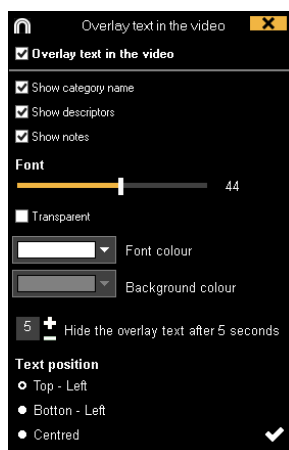 Overlay text in the video
Overlay text in the video
Show category name
Show descriptors
Show notes
Font
44
Transparent
Font colour
Background colour
5 Hide the overlay text after 5 seconds
Text position
Top - Left
Botton - Left
Centred